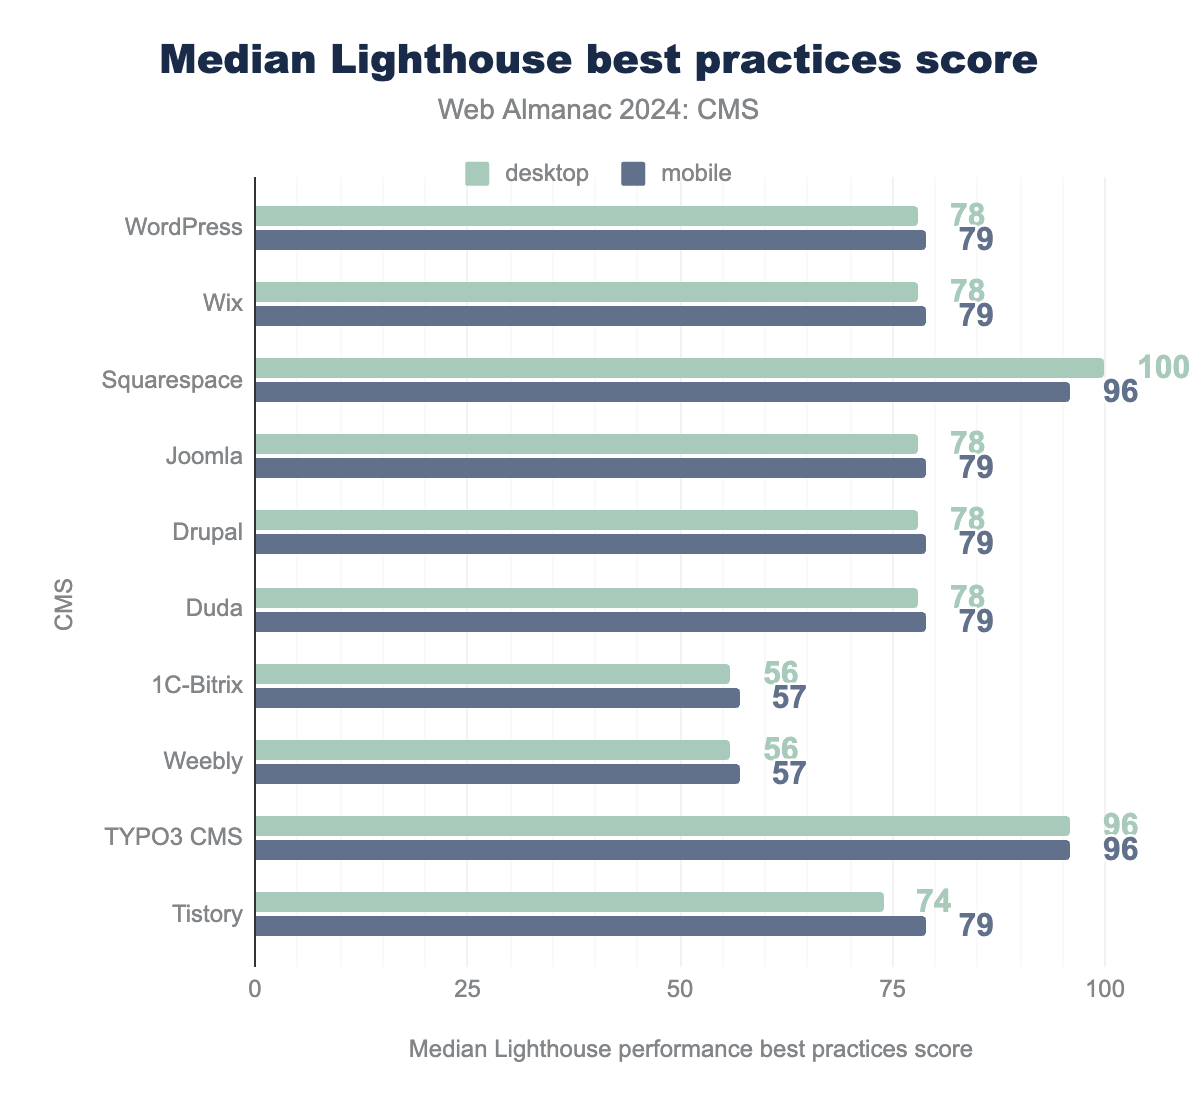 Median Lighthouse best practices score
Web Almanac 2024: CMS
desktop mobile
WordPress 78 79
Wix 78 79
Squarespace 100 96
Joomla 78 79
Drupal 78 79
CMS
Duda 78 79
1C-Bitrix 56 57
Weebly 56 57
TYPO3 CMS 96 96
Tistory 74 79
0 25 50 75 100
Median Lighthouse performance best practices score